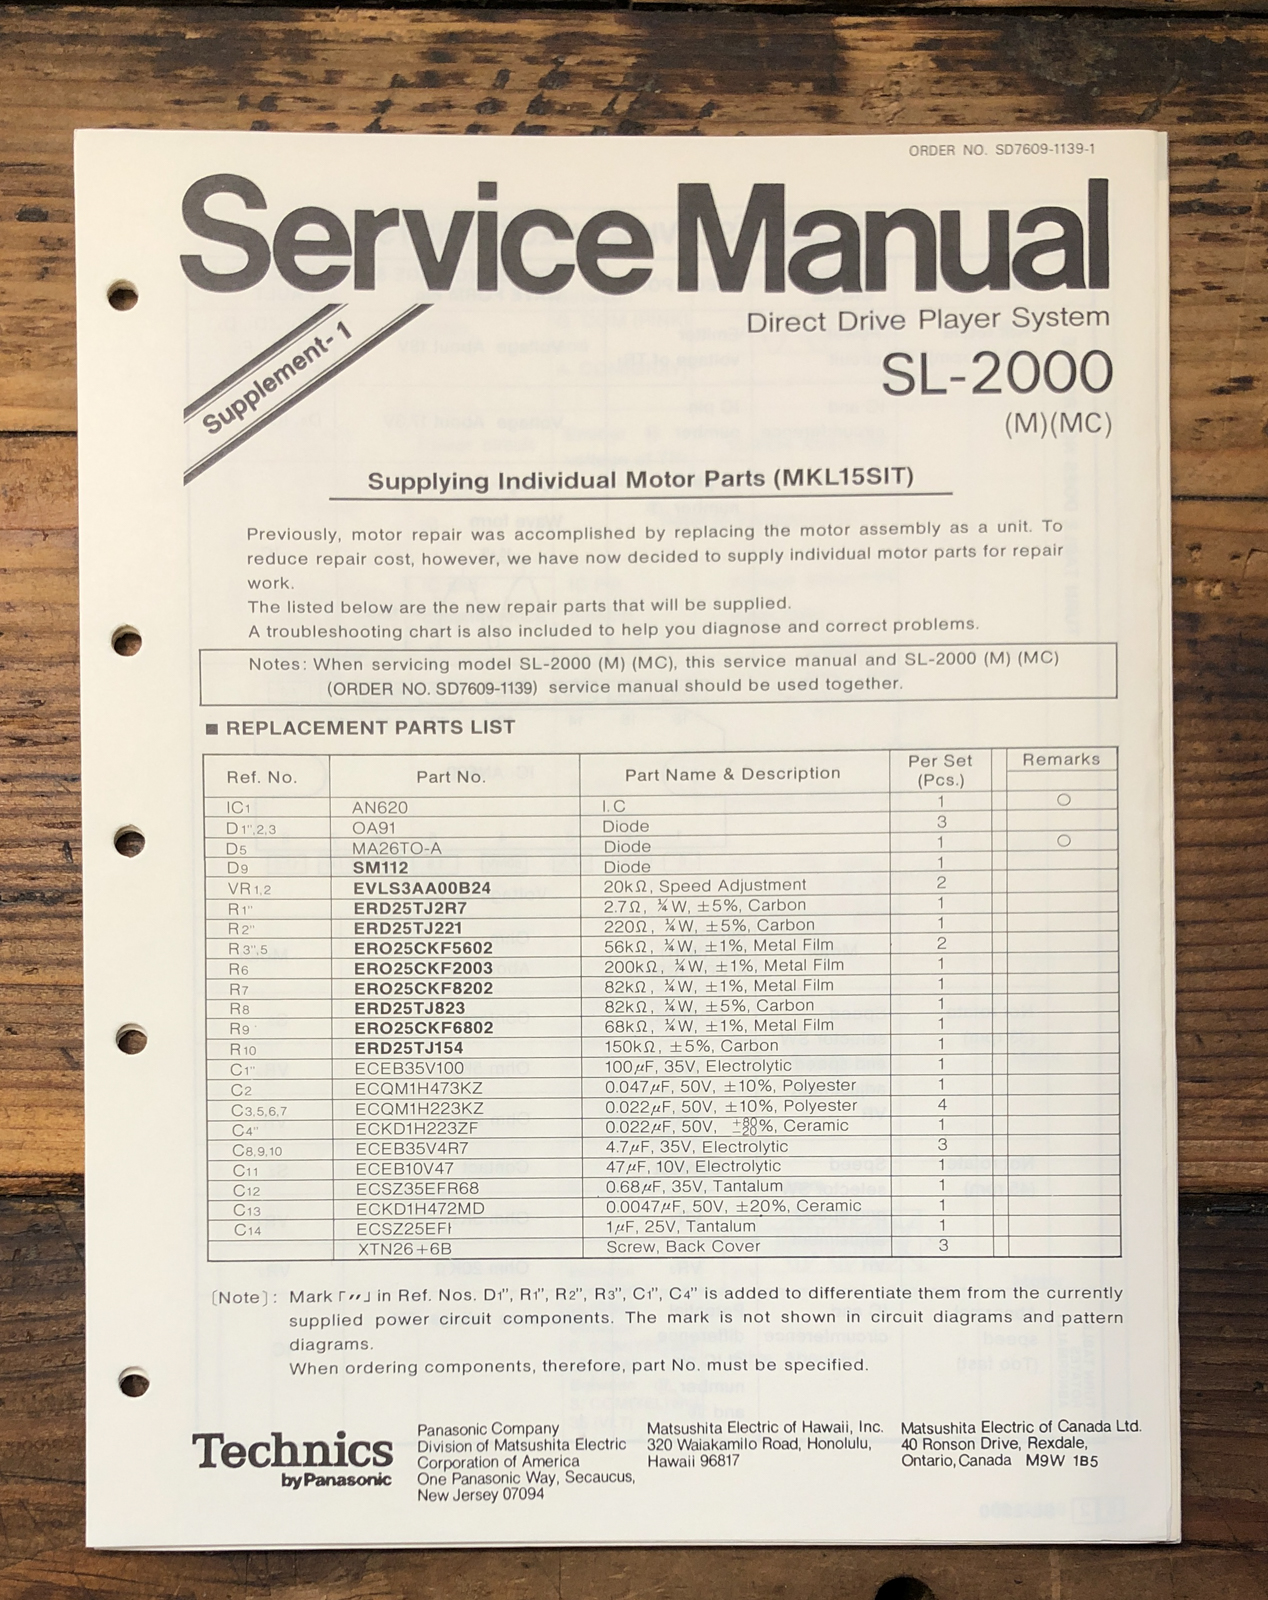 ORDER NO. SD7609-1139-1
Service Manual
Supplement-1
Direct Drive Player System
SL-2000
(M)(MC)
Supplying Individual Motor Parts (MKL15SIT)
Previously, motor repair was accomplished by replacing the motor assembly as a unit. To
reduce repair cost, however, we have now decided to supply individual motor parts for repair
work.
The listed below are the new repair parts that will be supplied.
A troubleshooting chart is also included to help you diagnose and correct problems.
Notes: When servicing model SL-2000 (M) (MC), this service manual and SL-2000 (M) (MC)
(ORDER NO. SD7609-1139) service manual should be used together.
■ REPLACEMENT PARTS LIST
Ref. No. Part No. Part Name & Description Per Set (Pcs.) Remarks
IC1 AN620 I.C 1 ○
D1",2,3 OA91 Diode 3
D5 MA26TO-A Diode 1 ○
D9 SM112 Diode 1
VR1,2 EVLS3AA00B24 20kΩ, Speed Adjustment 2
R1" ERD25TJ2R7 2.7Ω, ¼W, ±5%, Carbon 1
R2" ERD25TJ221 220Ω, ¼W, ±5%, Carbon 1
R3",5 ERO25CKF5602 56kΩ, ¼W, ±1%, Metal Film 2
R6 ERO25CKF2003 200kΩ, ¼W, ±1%, Metal Film 1
R7 ERO25CKF8202 82kΩ, ¼W, ±1%, Metal Film 1
R8 ERD25TJ823 82kΩ, ¼W, ±5%, Carbon 1
R9 ERO25CKF6802 68kΩ, ¼W, ±1%, Metal Film 1
R10 ERD25TJ154 150kΩ, ±5%, Carbon 1
C1" ECEB35V100 100μF, 35V, Electrolytic 1
C2 ECQM1H473KZ 0.047μF, 50V, ±10%, Polyester 1
C3,5,6,7 ECQM1H223KZ 0.022μF, 50V, ±10%, Polyester 4
C4" ECKD1H223ZF 0.022μF, 50V, +80 −20%, Ceramic 1
C8,9,10 ECEB35V4R7 4.7μF, 35V, Electrolytic 3
C11 ECEB10V47 47μF, 10V, Electrolytic 1
C12 ECSZ35EFR68 0.68μF, 35V, Tantalum 1
C13 ECKD1H472MD 0.0047μF, 50V, ±20%, Ceramic 1
C14 ECSZ25EF1 1μF, 25V, Tantalum 1
XTN26+6B Screw, Back Cover 3
[Note]: Mark 「"」 in Ref. Nos. D1", R1", R2", R3", C1", C4" is added to differentiate them from the currently
supplied power circuit components. The mark is not shown in circuit diagrams and pattern
diagrams.
When ordering components, therefore, part No. must be specified.
Technics
by Panasonic
Panasonic Company
Division of Matsushita Electric
Corporation of America
One Panasonic Way, Secaucus,
New Jersey 07094
Matsushita Electric of Hawaii, Inc.
320 Waiakamilo Road, Honolulu,
Hawaii 96817
Matsushita Electric of Canada Ltd.
40 Ronson Drive, Rexdale,
Ontario, Canada M9W 1B5